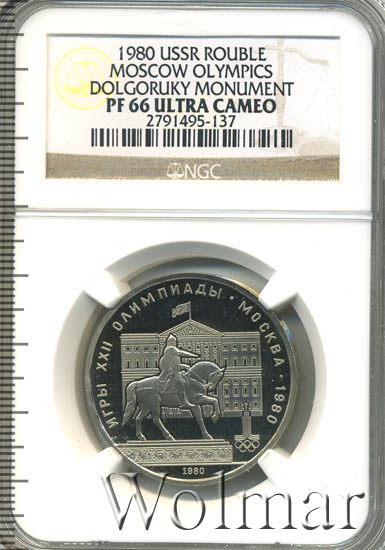 1980 USSR ROUBLE
MOSCOW OLYMPICS
DOLGORUKY MONUMENT
PF 66 ULTRA CAMEO
2791495-137
NGC
ИГРЫ XXII ОЛИМПИАДЫ · МОСКВА · 1980
1980
Wolmar